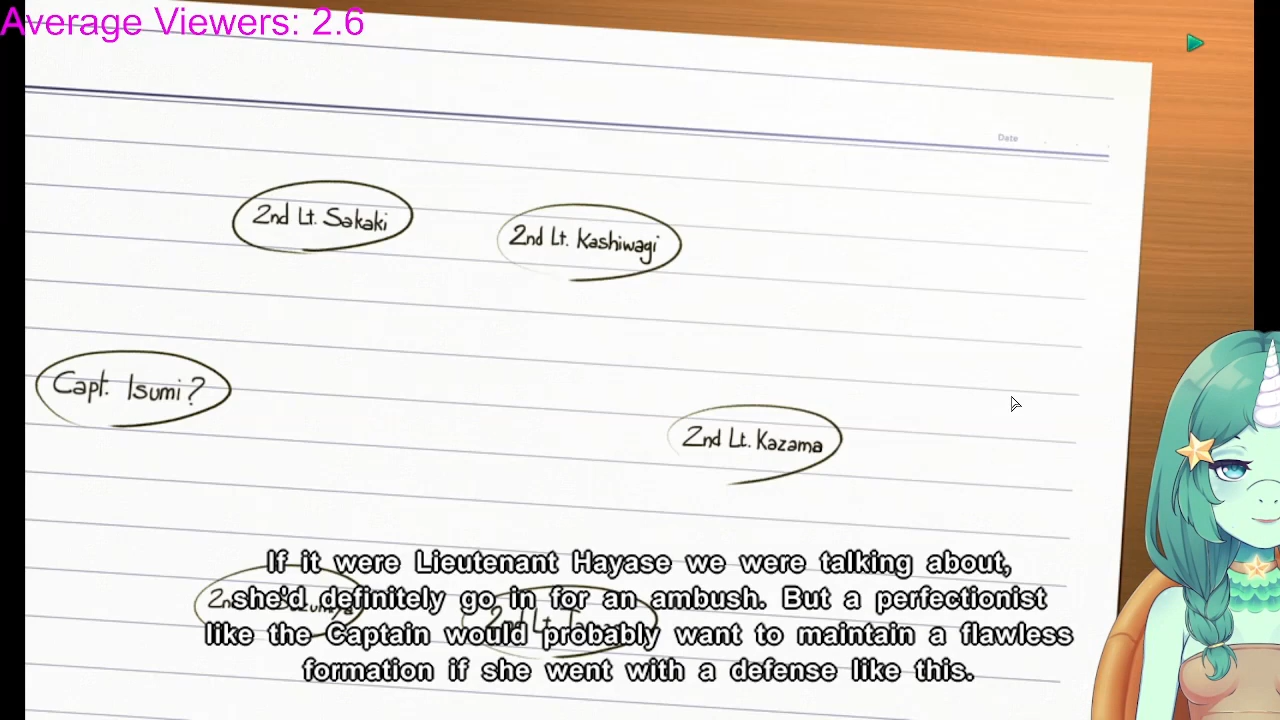 Average Viewers: 2.6
Date
2nd Lt. Sakaki
2nd Lt. Kashiwagi
Capt. Isumi?
2nd Lt. Kazama
If it were Lieutenant Hayase we were talking about,
she'd definitely go in for an ambush. But a perfectionist
like the Captain would probably want to maintain a flawless
formation if she went with a defense like this.